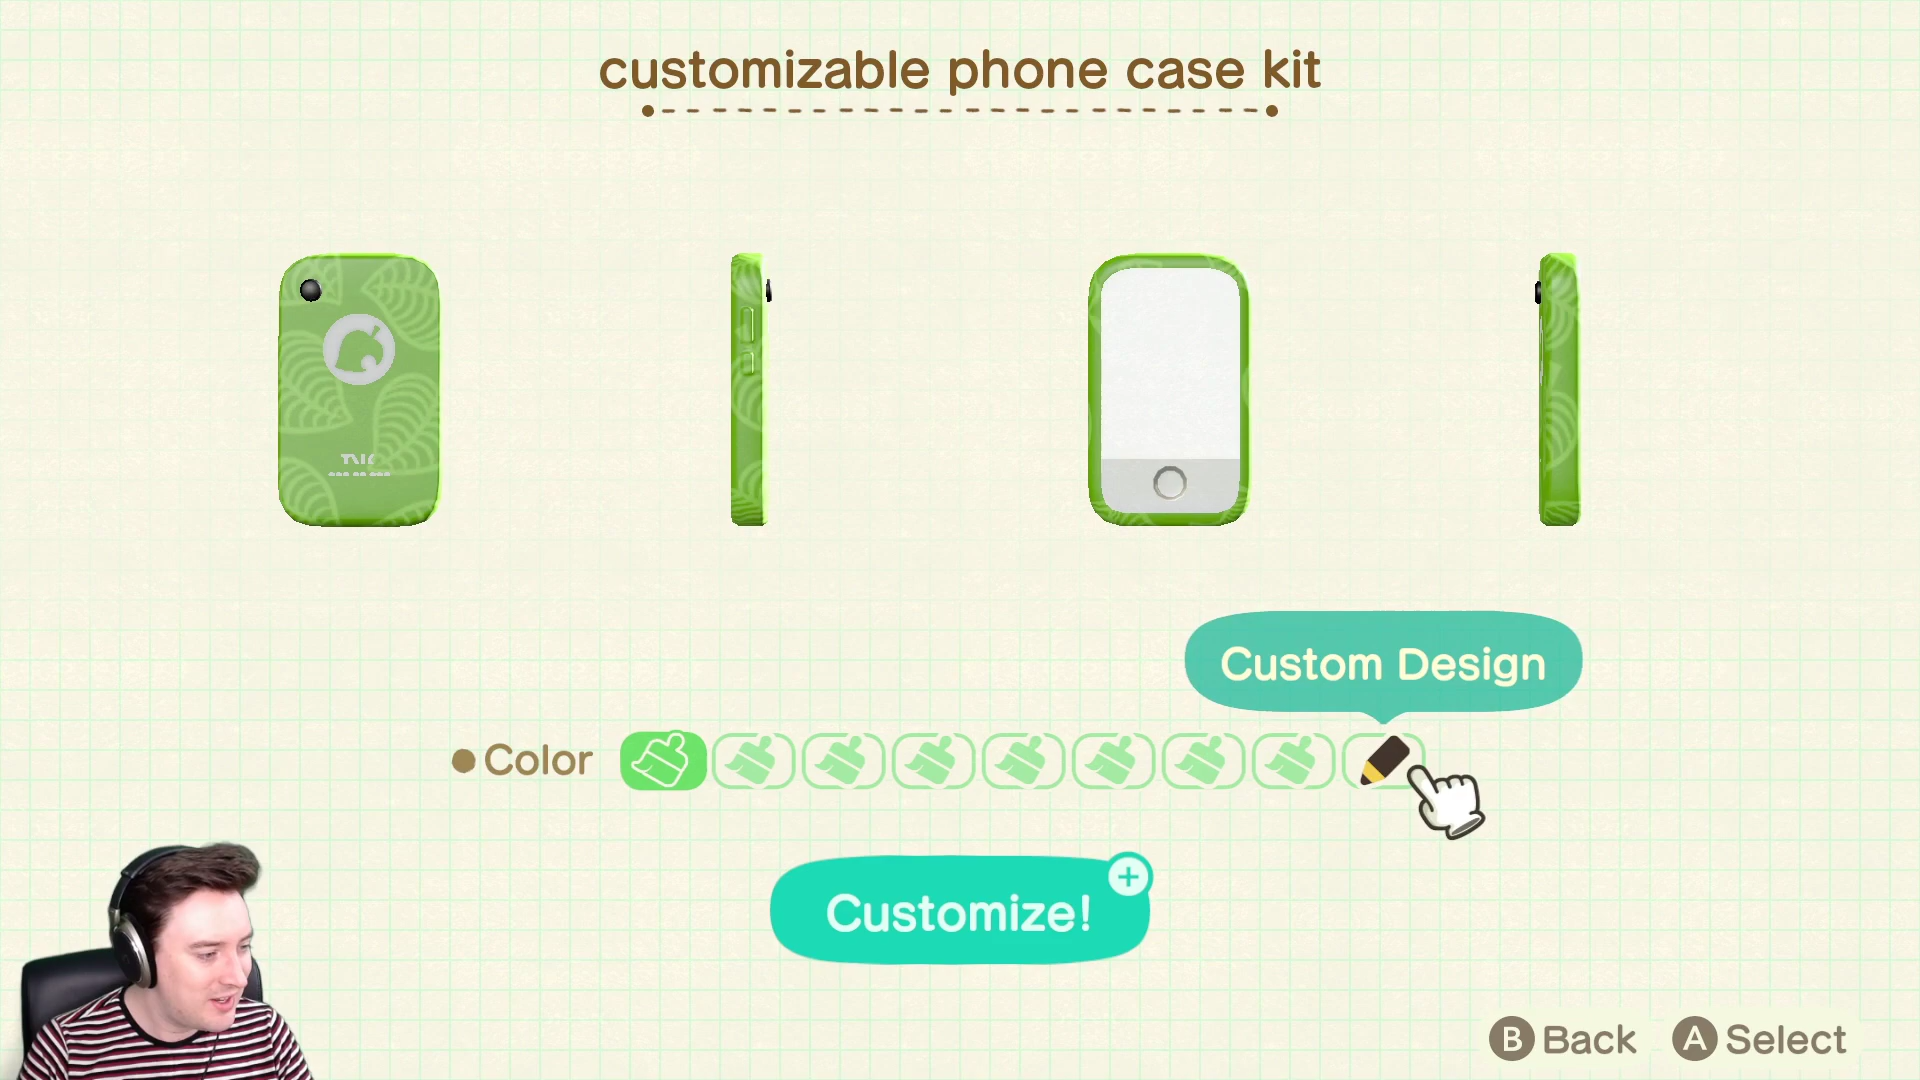 customizable phone case kit
Custom Design
Color
Customize!
B Back A Select